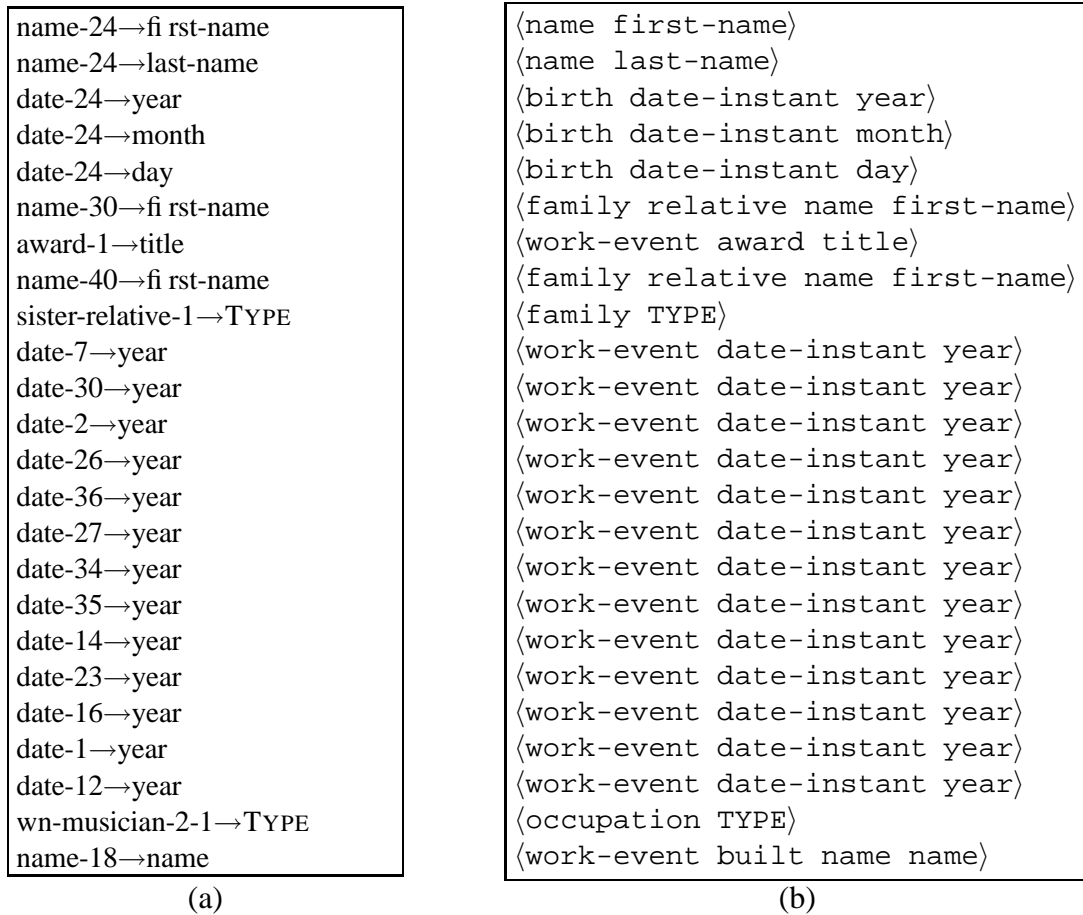 name-24→fi rst-name
name-24→last-name
date-24→year
date-24→month
date-24→day
name-30→fi rst-name
award-1→title
name-40→fi rst-name
sister-relative-1→TYPE
date-7→year
date-30→year
date-2→year
date-26→year
date-36→year
date-27→year
date-34→year
date-35→year
date-14→year
date-23→year
date-16→year
date-1→year
date-12→year
wn-musician-2-1→TYPE
name-18→name
(a)
⟨name first-name⟩
⟨name last-name⟩
⟨birth date-instant year⟩
⟨birth date-instant month⟩
⟨birth date-instant day⟩
⟨family relative name first-name⟩
⟨work-event award title⟩
⟨family relative name first-name⟩
⟨family TYPE⟩
⟨work-event date-instant year⟩
⟨work-event date-instant year⟩
⟨work-event date-instant year⟩
⟨work-event date-instant year⟩
⟨work-event date-instant year⟩
⟨work-event date-instant year⟩
⟨work-event date-instant year⟩
⟨work-event date-instant year⟩
⟨work-event date-instant year⟩
⟨work-event date-instant year⟩
⟨work-event date-instant year⟩
⟨work-event date-instant year⟩
⟨work-event date-instant year⟩
⟨occupation TYPE⟩
⟨work-event built name name⟩
(b)